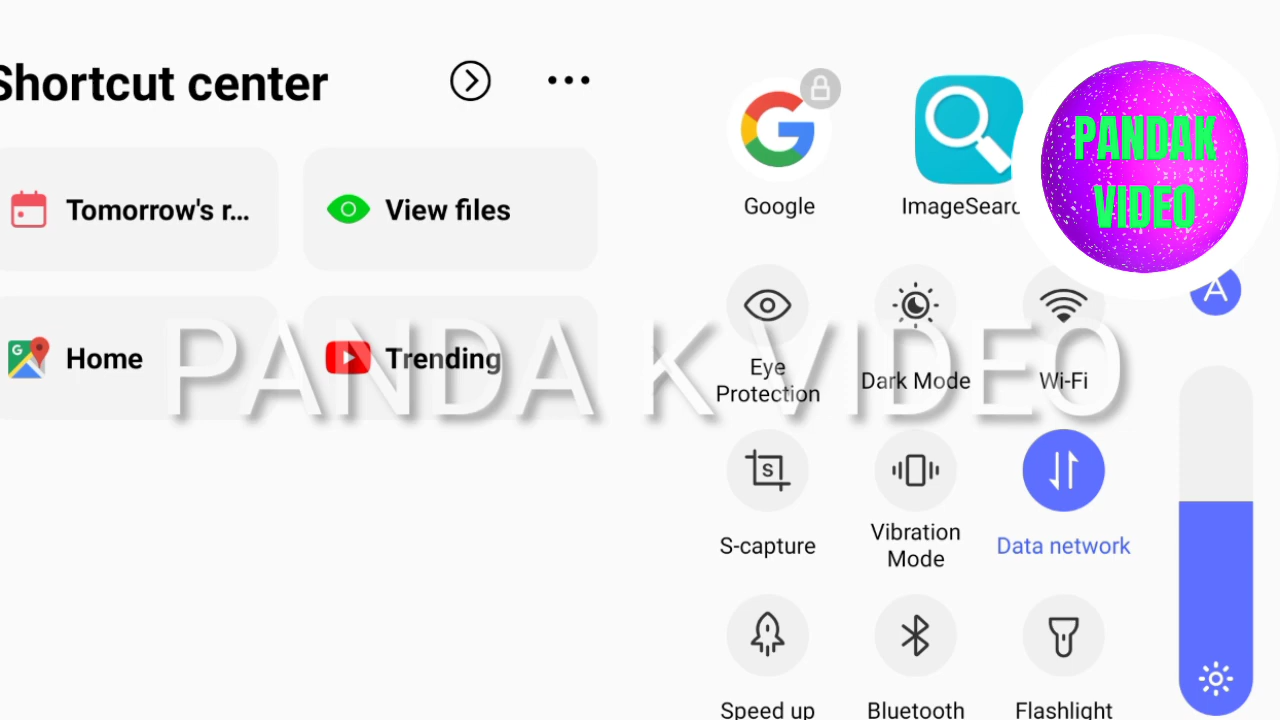 Shortcut center
Tomorrow's r...
View files
Home
Trending
Google
ImageSearc
PANDAK
VIDEO
A
PANDA K VIDEO
Eye
Protection
Dark Mode
Wi-Fi
S
S-capture
Vibration
Mode
Data network
Speed up
Bluetooth
Flashlight